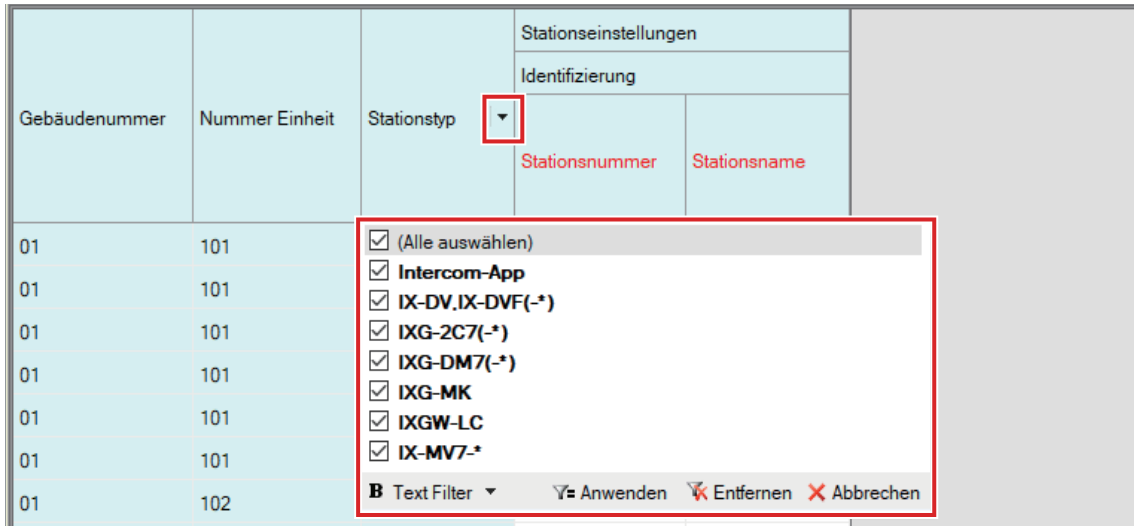 Stationseinstellungen
Identifizierung
Gebäudenummer Nummer Einheit Stationstyp
Stationsnummer Stationsname
01 101
01 101
01 101
01 101
01 101
01 101
01 102
(Alle auswählen)
Intercom-App
IX-DV,IX-DVF(-*)
IXG-2C7(-*)
IXG-DM7(-*)
IXG-MK
IXGW-LC
IX-MV7-*
B Text Filter Anwenden Entfernen Abbrechen